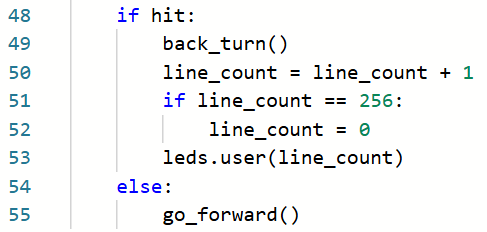 48 if hit:
49 back_turn()
50 line_count = line_count + 1
51 if line_count == 256:
52 line_count = 0
53 leds.user(line_count)
54 else:
55 go_forward()